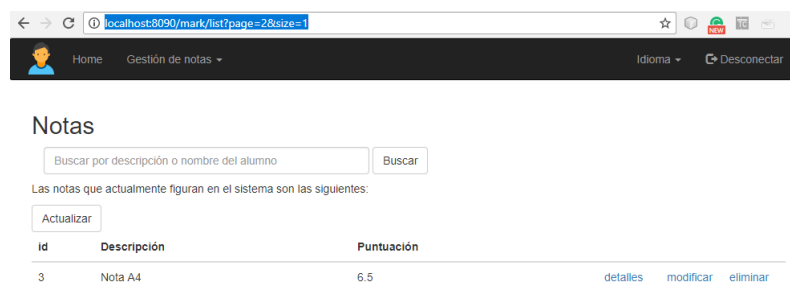 localhost:8090/mark/list?page=2&size=1
NEW TC
Home Gestión de notas Idioma Desconectar
Notas
Buscar por descripción o nombre del alumno Buscar
Las notas que actualmente figuran en el sistema son las siguientes:
Actualizar
id Descripción Puntuación
3 Nota A4 6.5 detalles modificar eliminar